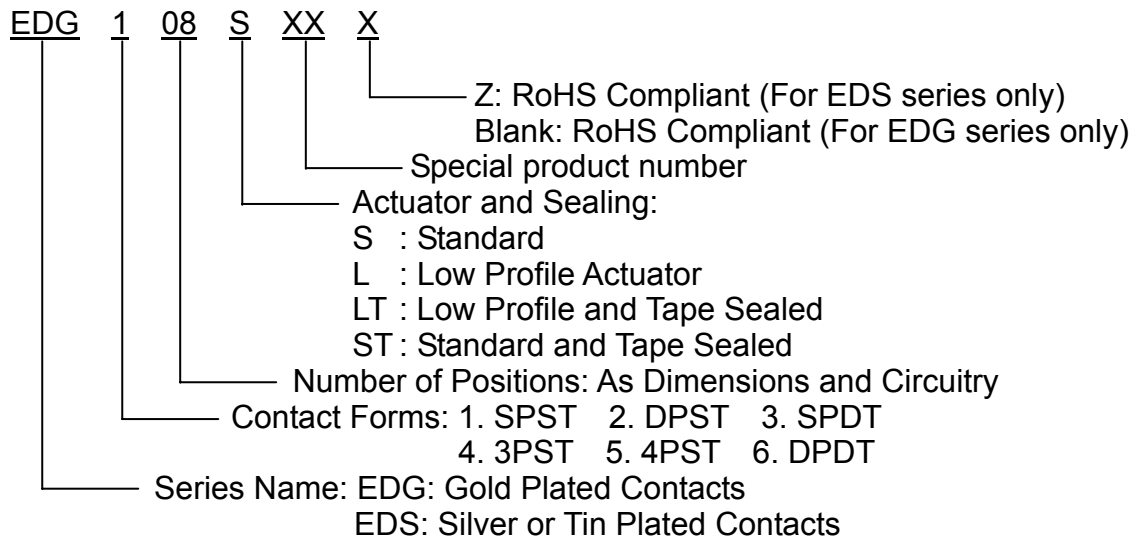 EDG 1 08 S XX X
Z: RoHS Compliant (For EDS series only)
Blank: RoHS Compliant (For EDG series only)
Special product number
Actuator and Sealing:
S : Standard
L : Low Profile Actuator
LT : Low Profile and Tape Sealed
ST : Standard and Tape Sealed
Number of Positions: As Dimensions and Circuitry
Contact Forms: 1. SPST 2. DPST 3. SPDT
4. 3PST 5. 4PST 6. DPDT
Series Name: EDG: Gold Plated Contacts
EDS: Silver or Tin Plated Contacts